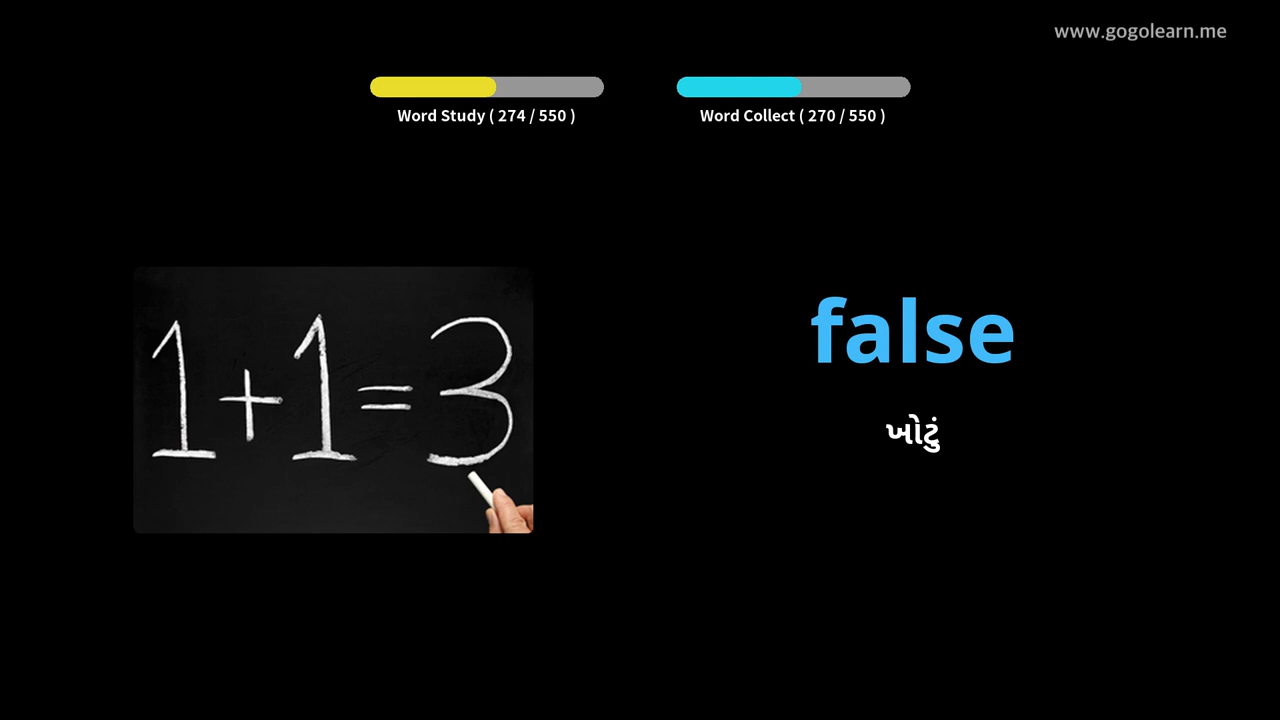 www.gogolearn.me
Word Study ( 274 / 550 )
Word Collect ( 270 / 550 )
1+1=3
false
ખોટું